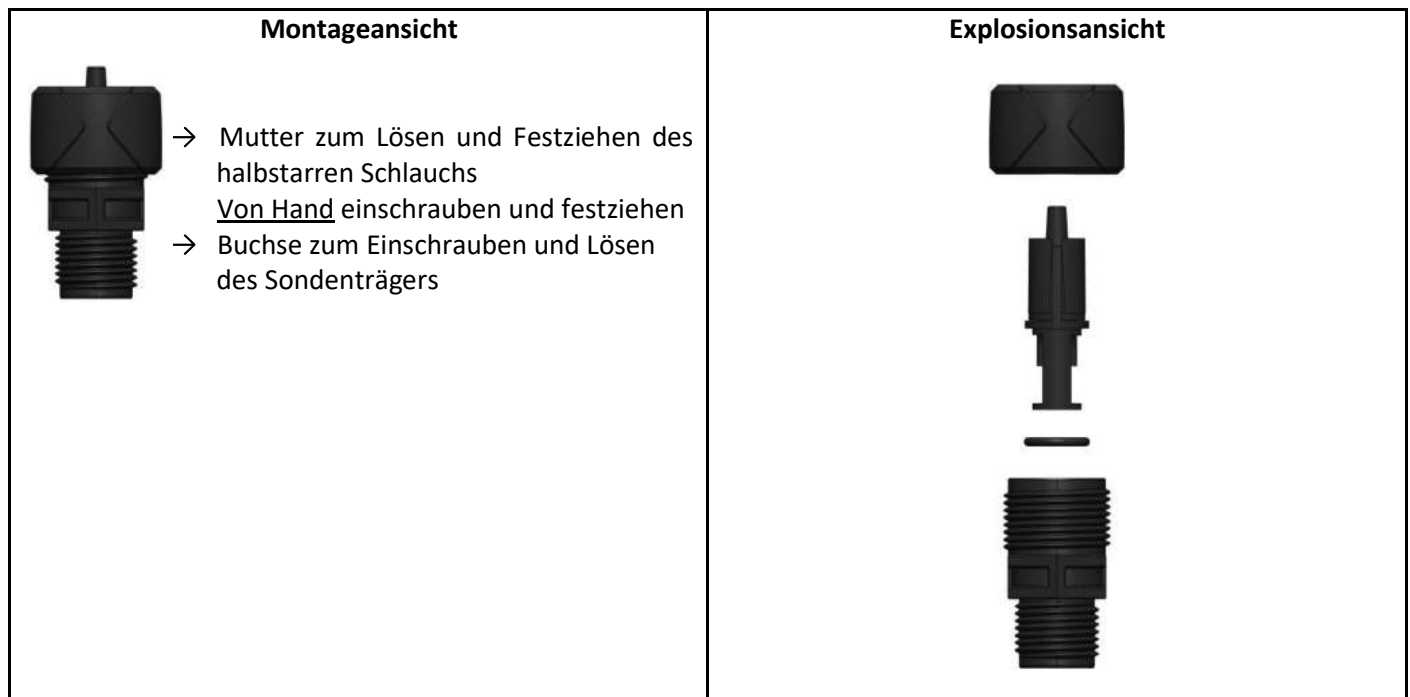 Montageansicht
→ Mutter zum Lösen und Festziehen des
halbstarren Schlauchs
Von Hand einschrauben und festziehen
→ Buchse zum Einschrauben und Lösen
des Sondenträgers
Explosionsansicht